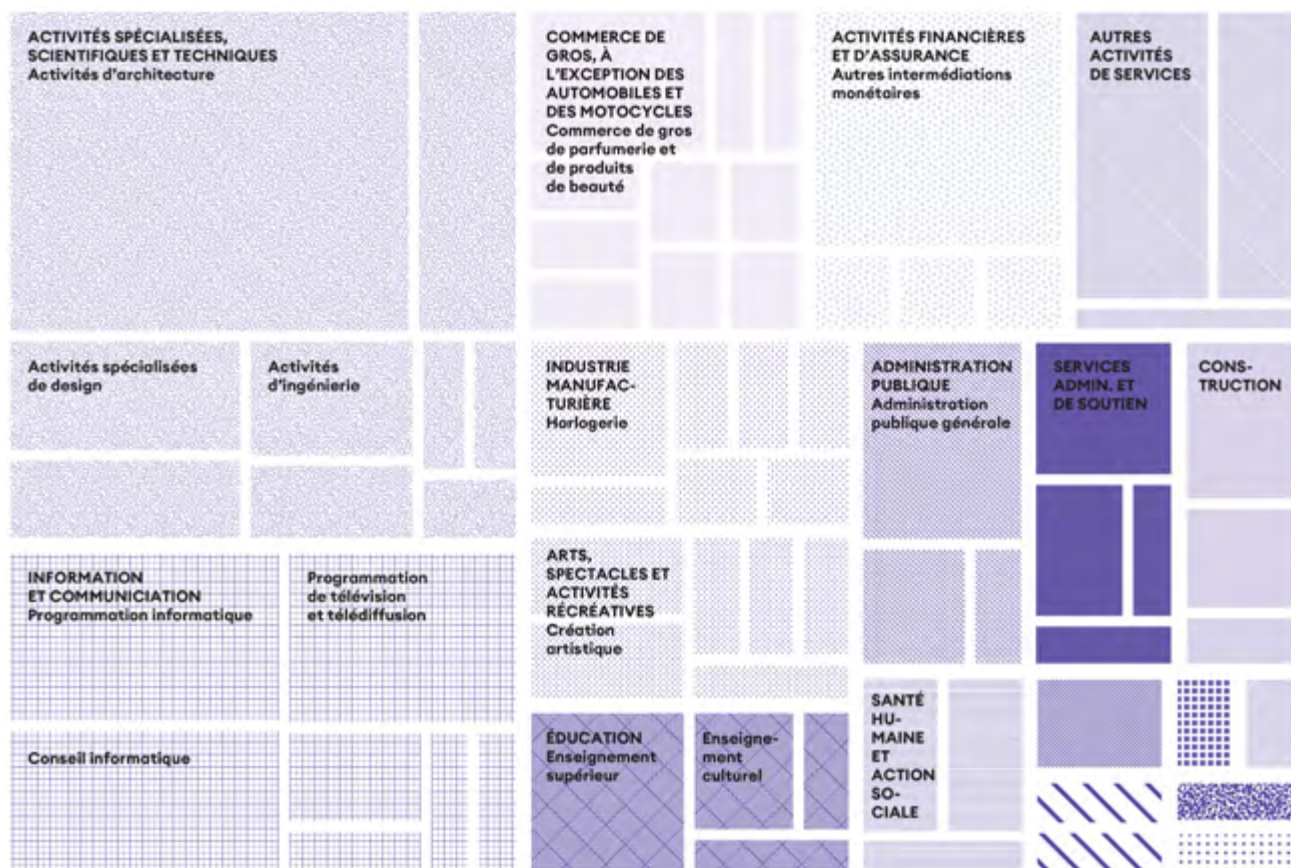 ACTIVITÉS SPÉCIALISÉES,
SCIENTIFIQUES ET TECHNIQUES
Activités d'architecture
COMMERCE DE
GROS, À
L'EXCEPTION DES
AUTOMOBILES ET
DES MOTOCYCLES
Commerce de gros
de parfumerie et
de produits
de beauté
ACTIVITÉS FINANCIÈRES
ET D'ASSURANCE
Autres intermédiations
monétaires
AUTRES
ACTIVITÉS
DE SERVICES
Activités spécialisées
de design
Activités
d'ingénierie
INDUSTRIE
MANUFAC-
TURIÈRE
Horlogerie
ADMINISTRATION
PUBLIQUE
Administration
publique générale
SERVICES
ADMIN. ET
DE SOUTIEN
CONS-
TRUCTION
INFORMATION
ET COMMUNICIATION
Programmation informatique
Programmation
de télévision
et télédiffusion
ARTS,
SPECTACLES ET
ACTIVITÉS
RÉCRÉATIVES
Création
artistique
Conseil informatique
ÉDUCATION
Enseignement
supérieur
Enseigne-
ment
culturel
SANTÉ
HU-
MAINE
ET
ACTION
SO-
CIALE